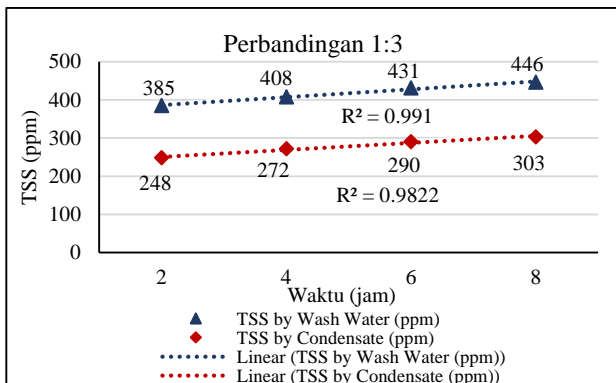 Perbandingan 1:3
TSS (ppm)
500
400
300
200
100
0
385
408
431
446
R² = 0.991
248
272
290
303
R² = 0.9822
2
4
6
8
Waktu (jam)
TSS by Wash Water (ppm)
TSS by Condensate (ppm)
Linear (TSS by Wash Water (ppm))
Linear (TSS by Condensate (ppm))